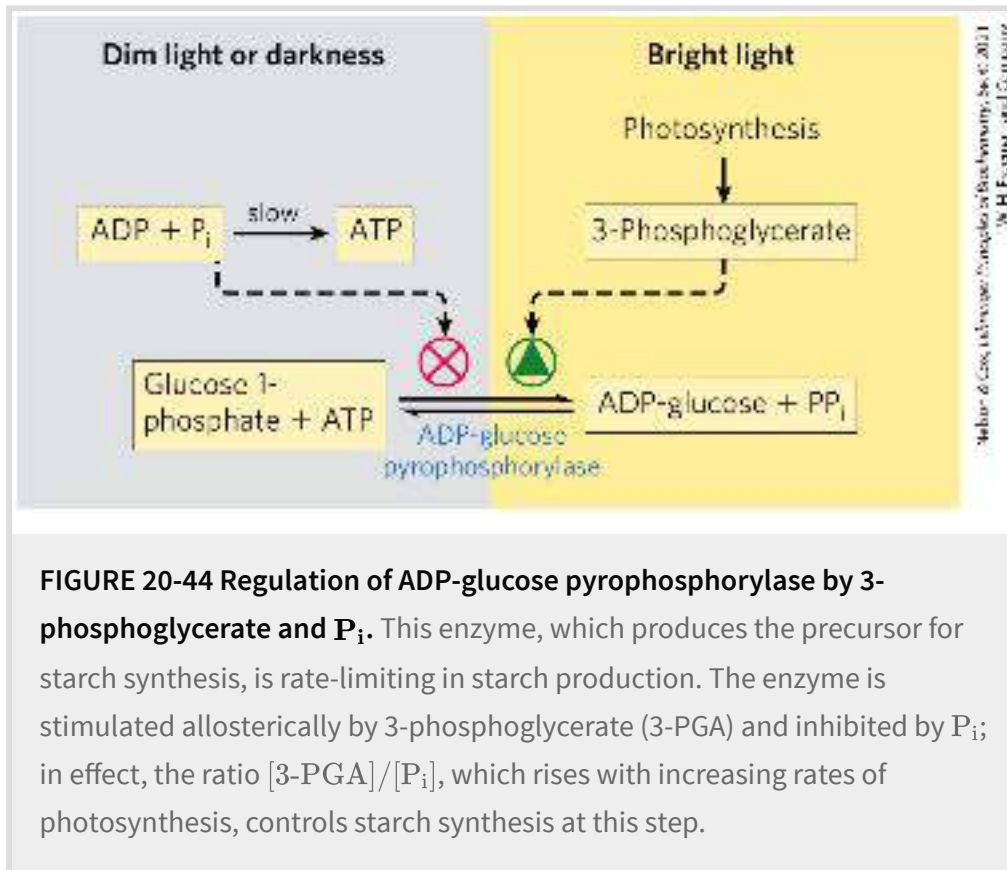 Dim light or darkness
Bright light
Photosynthesis
ADP + Pi
slow
ATP
3-Phosphoglycerate
Glucose 1-
phosphate + ATP
ADP-glucose + PPi
ADP-glucose
pyrophosphorylase
FIGURE 20-44 Regulation of ADP-glucose pyrophosphorylase by 3-
phosphoglycerate and Pi. This enzyme, which produces the precursor for
starch synthesis, is rate-limiting in starch production. The enzyme is
stimulated allosterically by 3-phosphoglycerate (3-PGA) and inhibited by Pi;
in effect, the ratio [3-PGA]/[Pi], which rises with increasing rates of
photosynthesis, controls starch synthesis at this step.